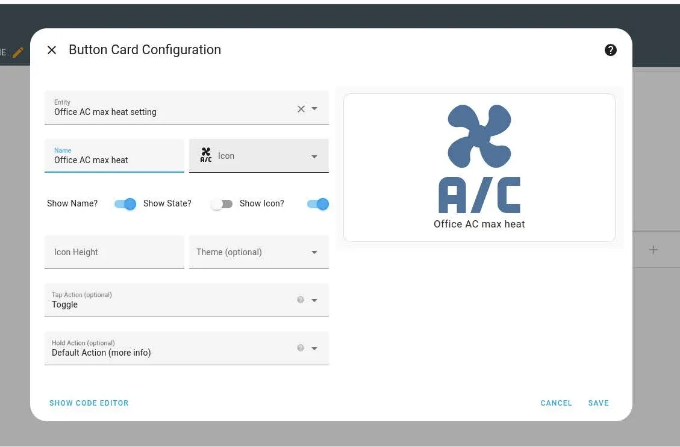 E
Button Card Configuration
Entity
Office AC max heat setting
Name
Office AC max heat
A/C
Icon
A/C
Office AC max heat
Show Name?
Show State?
Show Icon?
Icon Height
Theme (optional)
Tap Action (optional)
Toggle
Hold Action (optional)
Default Action (more info)
SHOW CODE EDITOR
CANCEL
SAVE